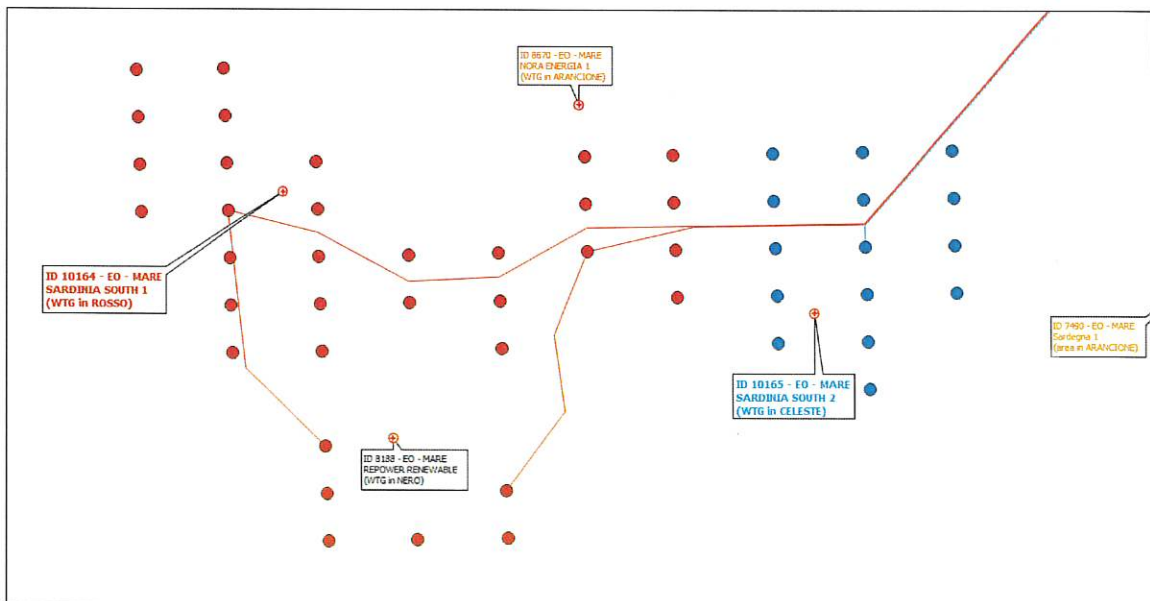 ID 8670 - EO - MARE
NORA ENERGIA 1
(WTG in ARANCIONE)
ID 10164 - EO - MARE
SARDINIA SOUTH 1
(WTG in ROSSO)
ID 7460 - EO - MARE
Sardegna 1
(area in ARANCIONE)
ID 10165 - EO - MARE
SARDINIA SOUTH 2
(WTG in CELESTE)
ID 8188 - EO - MARE
REPOWER RENEWABLE
(WTG in NERO)